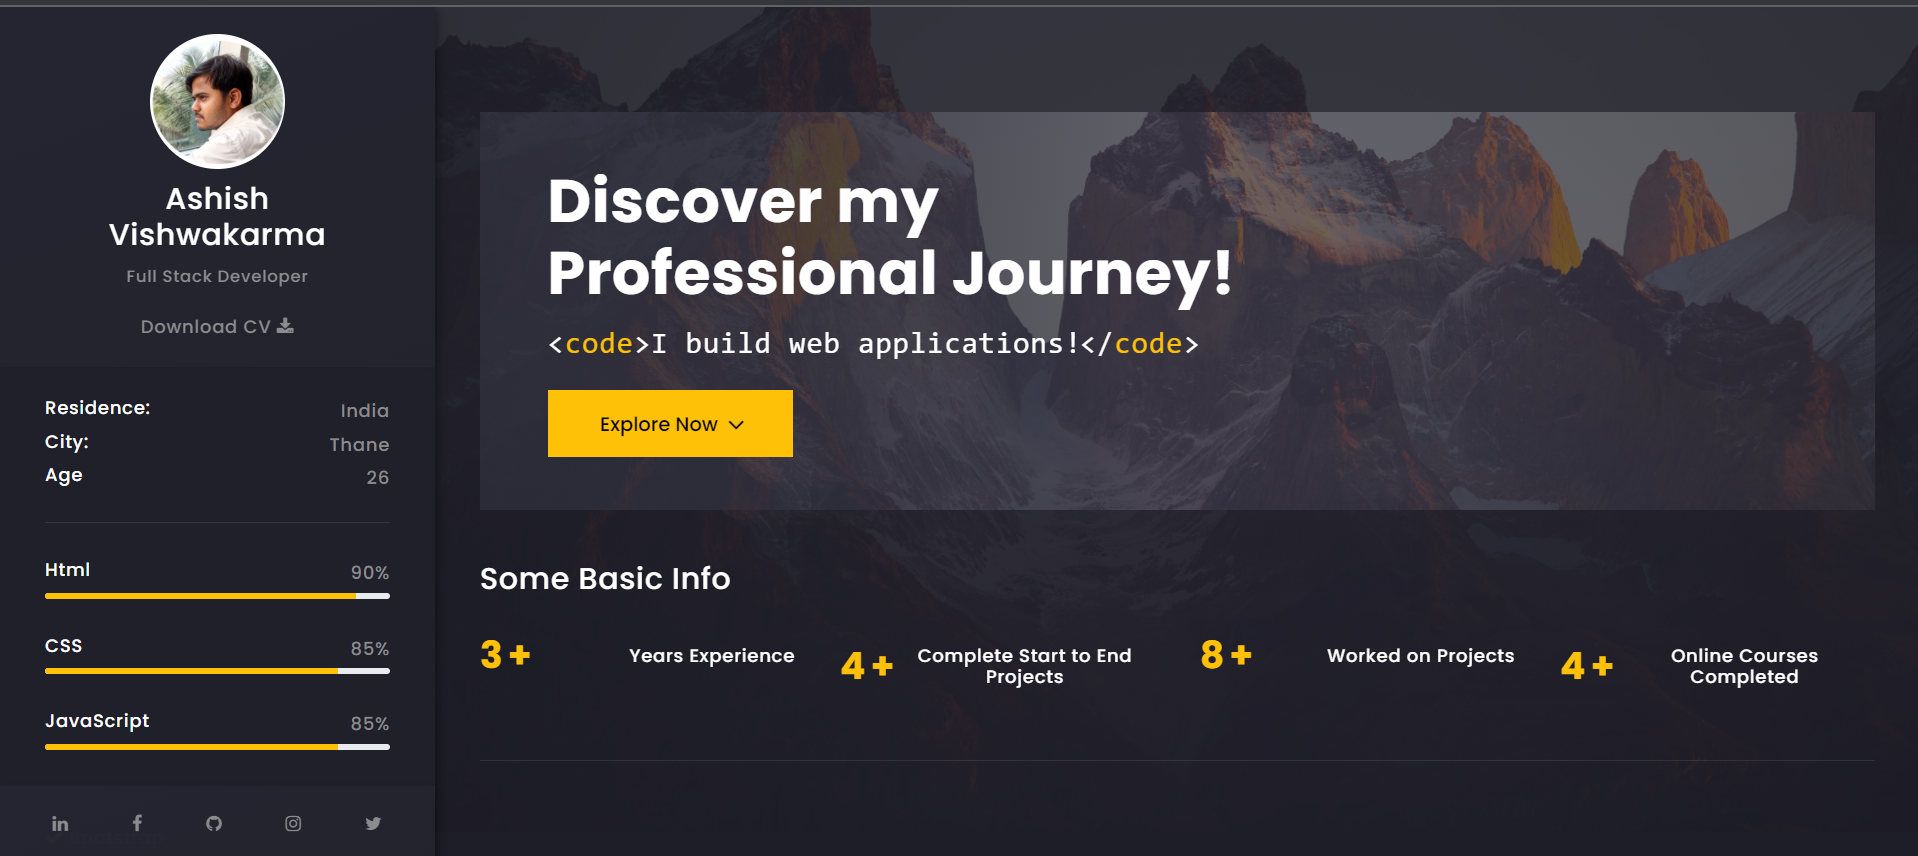 Ashish
Vishwakarma
Full Stack Developer
Download CV
Residence: India
City: Thane
Age 26
Html 90%
CSS 85%
JavaScript 85%
in
Discover my
Professional Journey!
<code>I build web applications!</code>
Explore Now
Some Basic Info
3 + Years Experience
4 + Complete Start to End
Projects
8 + Worked on Projects
4 + Online Courses
Completed